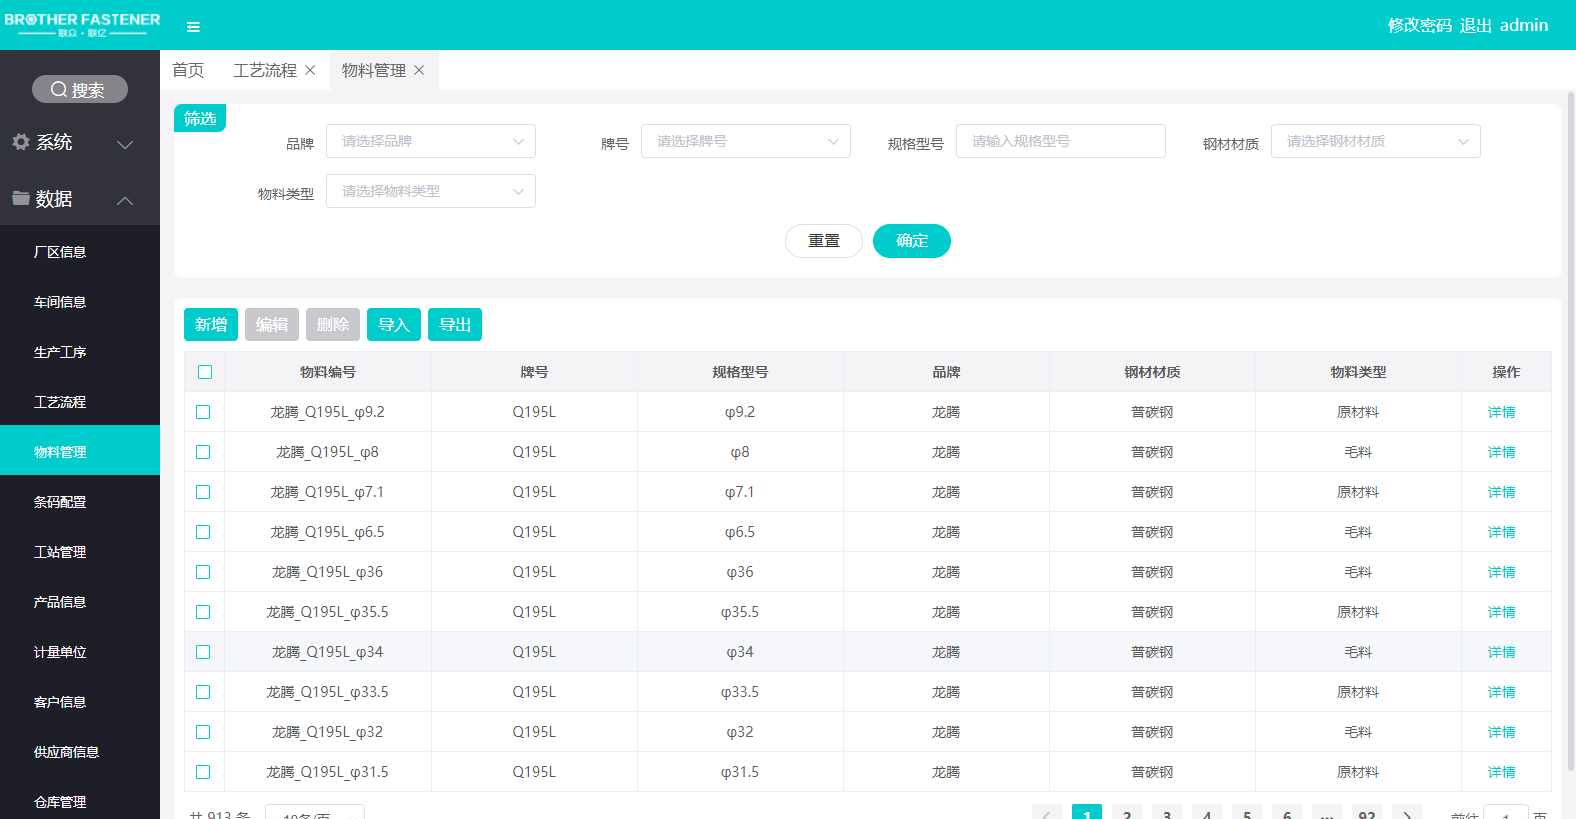 BROTHER FASTENER
联众·联亿
修改密码 退出 admin
首页 工艺流程 物料管理
搜索
系统
数据
厂区信息
车间信息
生产工序
工艺流程
物料管理
条码配置
工站管理
产品信息
计量单位
客户信息
供应商信息
仓库管理
筛选
品牌 请选择品牌 牌号 请选择牌号 规格型号 请输入规格型号 钢材材质 请选择钢材材质
物料类型 请选择物料类型
重置 确定
新增 编辑 删除 导入 导出
物料编号 牌号 规格型号 品牌 钢材材质 物料类型 操作
龙腾_Q195L_φ9.2 Q195L φ9.2 龙腾 普碳钢 原材料 详情
龙腾_Q195L_φ8 Q195L φ8 龙腾 普碳钢 毛料 详情
龙腾_Q195L_φ7.1 Q195L φ7.1 龙腾 普碳钢 原材料 详情
龙腾_Q195L_φ6.5 Q195L φ6.5 龙腾 普碳钢 毛料 详情
龙腾_Q195L_φ36 Q195L φ36 龙腾 普碳钢 毛料 详情
龙腾_Q195L_φ35.5 Q195L φ35.5 龙腾 普碳钢 原材料 详情
龙腾_Q195L_φ34 Q195L φ34 龙腾 普碳钢 毛料 详情
龙腾_Q195L_φ33.5 Q195L φ33.5 龙腾 普碳钢 原材料 详情
龙腾_Q195L_φ32 Q195L φ32 龙腾 普碳钢 毛料 详情
龙腾_Q195L_φ31.5 Q195L φ31.5 龙腾 普碳钢 原材料 详情
共 913 条 10条/页 1 2 3 4 5 6 ... 92 前往 1 页